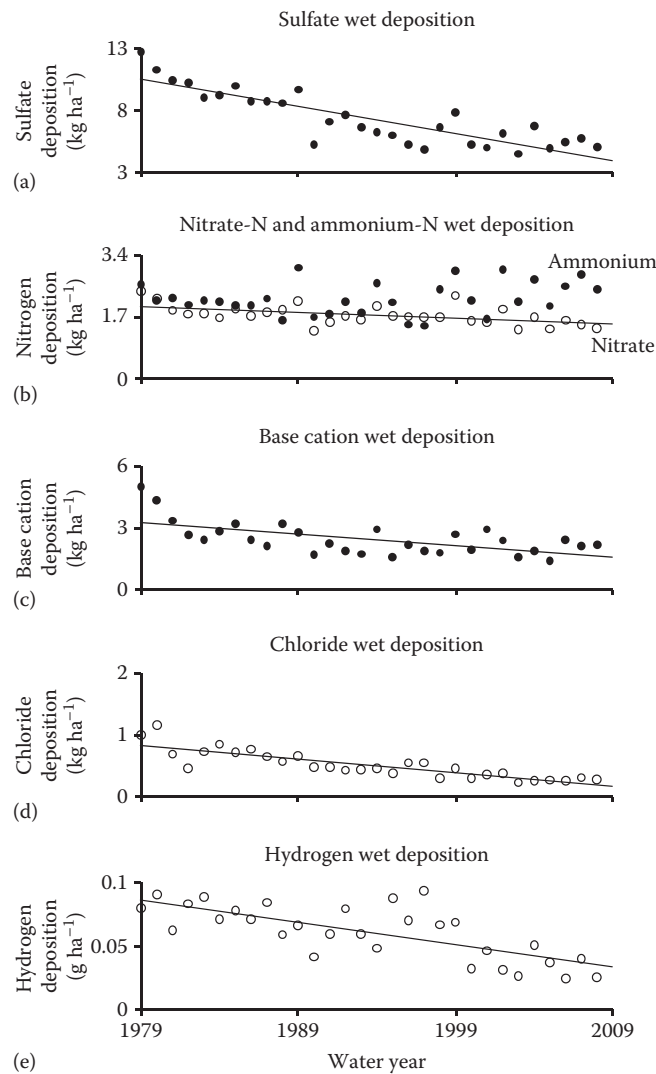 Sulfate wet deposition
Sulfate
deposition
(kg ha⁻¹)
13
8
3
(a)
Nitrate-N and ammonium-N wet deposition
Nitrogen
deposition
(kg ha⁻¹)
3.4
1.7
0
Ammonium
Nitrate
(b)
Base cation wet deposition
Base cation
deposition
(kg ha⁻¹)
6
3
0
(c)
Chloride wet deposition
Chloride
deposition
(kg ha⁻¹)
2
1
0
(d)
Hydrogen wet deposition
Hydrogen
deposition
(g ha⁻¹)
0.1
0.05
0
1979 1989 1999 2009
(e)
Water year